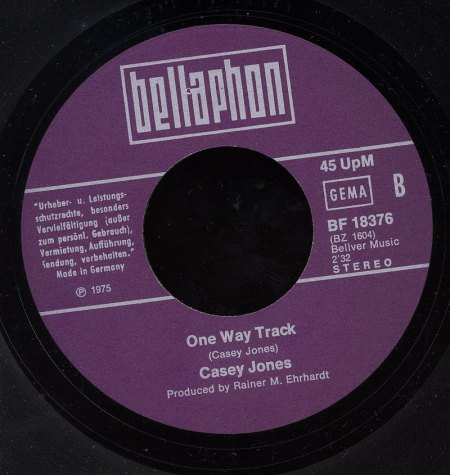 bellaphon
45 UpM
GEMA
B
BF 18376
(BZ 1604)
Bellver Music
2'32
STEREO
"Urheber- u. Leistungs-
schutzrechte, besonders
Vervielfältigung (außer
zum persönl. Gebrauch),
Vermietung, Aufführung,
Sendung, vorbehalten."
Made in Germany
℗ 1975
One Way Track
(Casey Jones)
Casey Jones
Produced by Rainer M. Ehrhardt